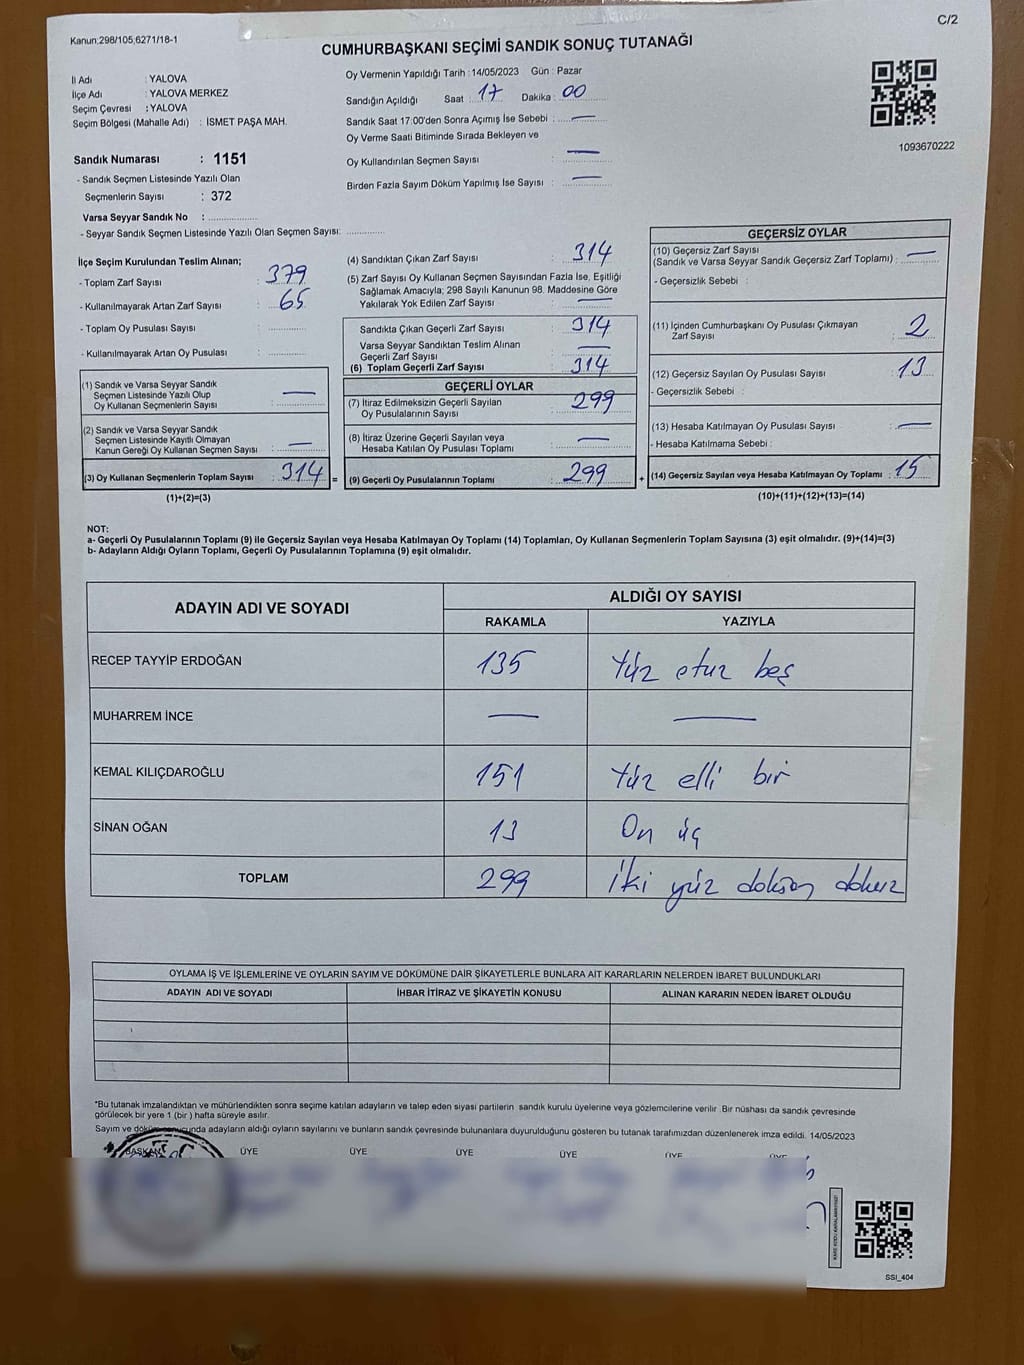 C/2
Kanun;298/105,6271/18-1
CUMHURBAŞKANI SEÇİMİ SANDIK SONUÇ TUTANAĞI
İl Adı : YALOVA
İlçe Adı : YALOVA MERKEZ
Seçim Çevresi : YALOVA
Seçim Bölgesi (Mahalle Adı) : İSMET PAŞA MAH.
Sandık Numarası : 1151
- Sandık Seçmen Listesinde Yazılı Olan
Seçmenlerin Sayısı : 372
Varsa Seyyar Sandık No :
- Seyyar Sandık Seçmen Listesinde Yazılı Olan Seçmen Sayısı:
Oy Vermenin Yapıldığı Tarih :14/05/2023 Gün : Pazar
Sandığın Açıldığı Saat : 17 Dakika : 00
Sandık Saat 17:00'den Sonra Açımış İse Sebebi : —
Oy Verme Saati Bitiminde Sırada Bekleyen ve
Oy Kullandırılan Seçmen Sayısı : —
Birden Fazla Sayım Döküm Yapılmış İse Sayısı : —
1093670222
İlçe Seçim Kurulundan Teslim Alınan;
- Toplam Zarf Sayısı : 379
- Kullanılmayarak Artan Zarf Sayısı : 65
- Toplam Oy Pusulası Sayısı :
- Kullanılmayarak Artan Oy Pusulası :
(1) Sandık ve Varsa Seyyar Sandık
Seçmen Listesinde Yazılı Olup
Oy Kullanan Seçmenlerin Sayısı : —
(2) Sandık ve Varsa Seyyar Sandık
Seçmen Listesinde Kayıtlı Olmayan
Kanun Gereği Oy Kullanan Seçmen Sayısı : —
(3) Oy Kullanan Seçmenlerin Toplam Sayısı : 314 =
(1)+(2)=(3)
(4) Sandıktan Çıkan Zarf Sayısı : 314
(5) Zarf Sayısı Oy Kullanan Seçmen Sayısından Fazla İse, Eşitliği
Sağlamak Amacıyla; 298 Sayılı Kanunun 98. Maddesine Göre
Yakılarak Yok Edilen Zarf Sayısı : —
Sandıkta Çıkan Geçerli Zarf Sayısı : 314
Varsa Seyyar Sandıktan Teslim Alınan
Geçerli Zarf Sayısı : —
(6) Toplam Geçerli Zarf Sayısı : 314
GEÇERLİ OYLAR
(7) İtiraz Edilmeksizin Geçerli Sayılan
Oy Pusulalarının Sayısı : 299
(8) İtiraz Üzerine Geçerli Sayılan veya
Hesaba Katılan Oy Pusulaları Toplamı : —
(9) Geçerli Oy Pusulalarının Toplamı : 299 +
GEÇERSİZ OYLAR
(10) Geçersiz Zarf Sayısı
(Sandık ve Varsa Seyyar Sandık Geçersiz Zarf Toplamı) : —
- Geçersizlik Sebebi :
(11) İçinden Cumhurbaşkanı Oy Pusulası Çıkmayan
Zarf Sayısı : 2
(12) Geçersiz Sayılan Oy Pusulası Sayısı : 13
- Geçersizlik Sebebi :
(13) Hesaba Katılmayan Oy Pusulası Sayısı : —
- Hesaba Katılmama Sebebi :
(14) Geçersiz Sayılan veya Hesaba Katılmayan Oy Toplamı : 15
(10)+(11)+(12)+(13)=(14)
NOT:
a- Geçerli Oy Pusulalarının Toplamı (9) ile Geçersiz Sayılan veya Hesaba Katılmayan Oy Toplamı (14) Toplamları, Oy Kullanan Seçmenlerin Toplam Sayısına (3) eşit olmalıdır. (9)+(14)=(3)
b- Adayların Aldığı Oyların Toplamı, Geçerli Oy Pusulalarının Toplamına (9) eşit olmalıdır.
ADAYIN ADI VE SOYADI ALDIĞI OY SAYISI
RAKAMLA YAZIYLA
RECEP TAYYİP ERDOĞAN 135 Yüz otuz beş
MUHARREM İNCE — —
KEMAL KILIÇDAROĞLU 151 Yüz elli bir
SİNAN OĞAN 13 On üç
TOPLAM 299 İki yüz doksan dokuz
OYLAMA İŞ VE İŞLEMLERİNE VE OYLARIN SAYIM VE DÖKÜMÜNE DAİR ŞİKAYETLERLE BUNLARA AİT KARARLARIN NELERDEN İBARET BULUNDUKLARI
ADAYIN ADI VE SOYADI İHBAR İTİRAZ VE ŞİKAYETİN KONUSU ALINAN KARARIN NEDEN İBARET OLDUĞU
*Bu tutanak imzalandıktan ve mühürlendikten sonra seçime katılan adayların ve talep eden siyasi partilerin sandık kurulu üyelerine veya gözlemcilerine verilir .Bir nüshası da sandık çevresinde
görülecek bir yere 1 (bir ) hafta süreyle asılır.
Sayım ve döküm sonucunda adayların aldığı oyların sayılarını ve bunların sandık çevresinde bulunanlara duyurulduğunu gösteren bu tutanak tarafımızdan düzenlenerek imza edildi. 14/05/2023
BAŞKAN ÜYE ÜYE ÜYE ÜYE ÜYE ÜYE
SSI_404